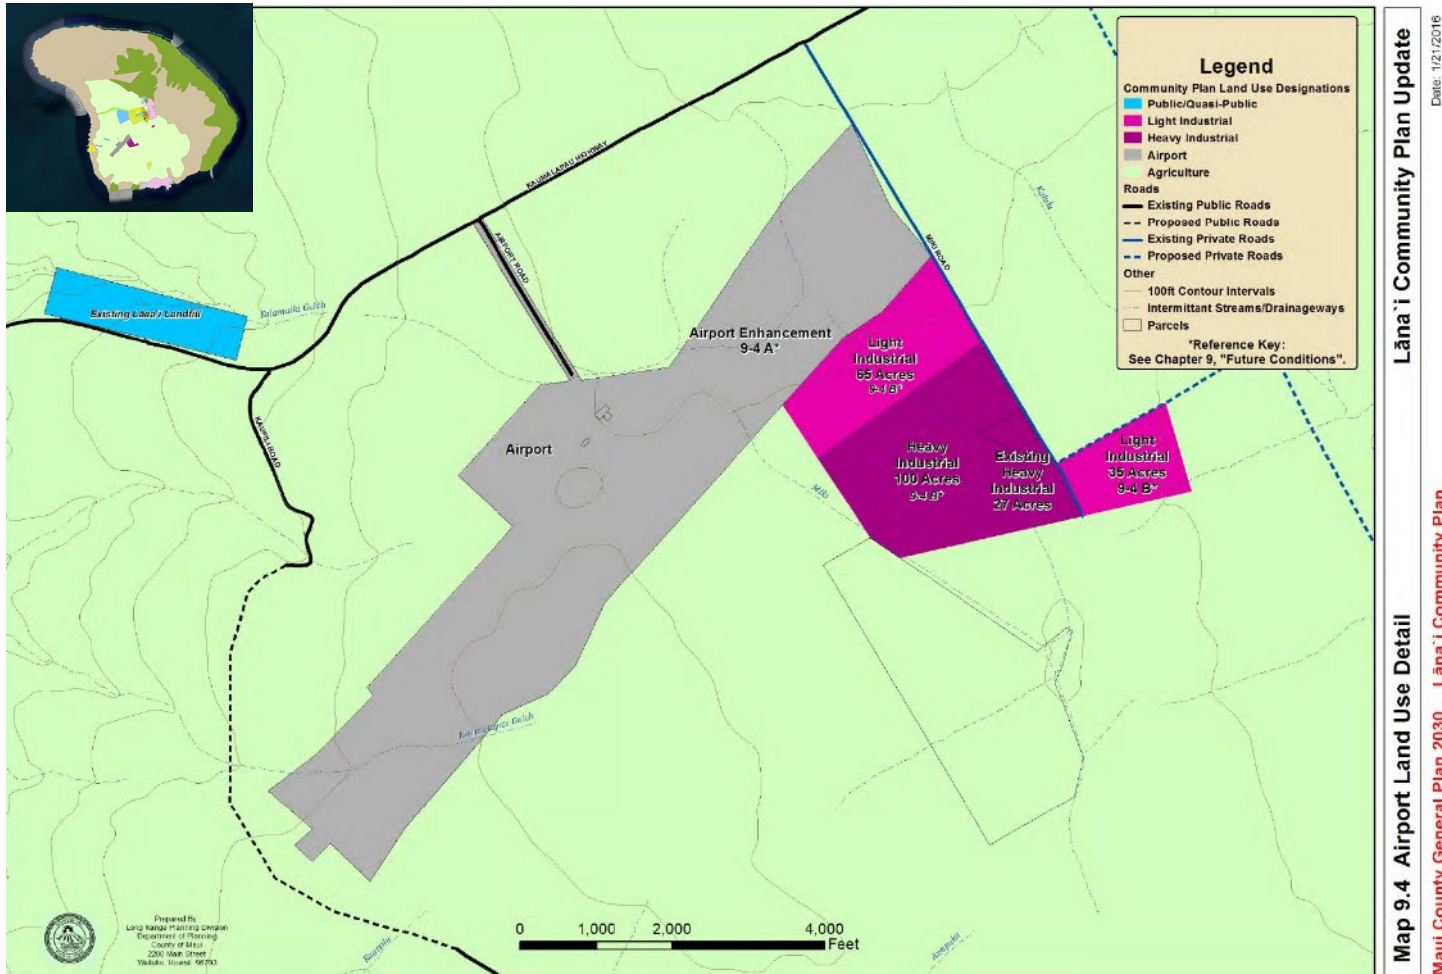 Legend
Community Plan Land Use Designations
Public/Quasi-Public
Light Industrial
Heavy Industrial
Airport
Agriculture
Roads
Existing Public Roads
Proposed Public Roads
Existing Private Roads
Proposed Private Roads
Other
100ft Contour Intervals
Intermittant Streams/Drainageways
Parcels
*Reference Key:
See Chapter 9, "Future Conditions".
KAUMALAPAU HIGHWAY
AIRPORT ROAD
MIKI ROAD
Existing Lāna`i Landfill
Gulch
Airport Enhancement
9-4 A*
Light
Industrial
65 Acres
9-4 B*
Airport
Heavy
Industrial
100 Acres
9-4 B*
Existing
Heavy
Industrial
27 Acres
Light
Industrial
35 Acres
9-4 B*
Miki
Gulch
Prepared By
Long Range Planning Division
Department of Planning
County of Maui
2200 Main Street
Wailuku, Hawaii 96793
0 1,000 2,000 4,000
Feet
Map 9.4 Airport Land Use Detail
Lāna`i Community Plan Update
Maui County General Plan 2030 Lāna`i Community Plan
Date: 1/21/2016